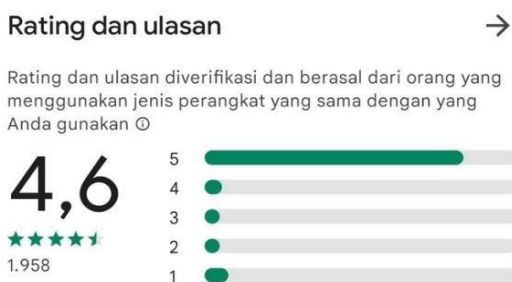 Rating dan ulasan
Rating dan ulasan diverifikasi dan berasal dari orang yang
menggunakan jenis perangkat yang sama dengan yang
Anda gunakan
4,6
1.958
5
4
3
2
1